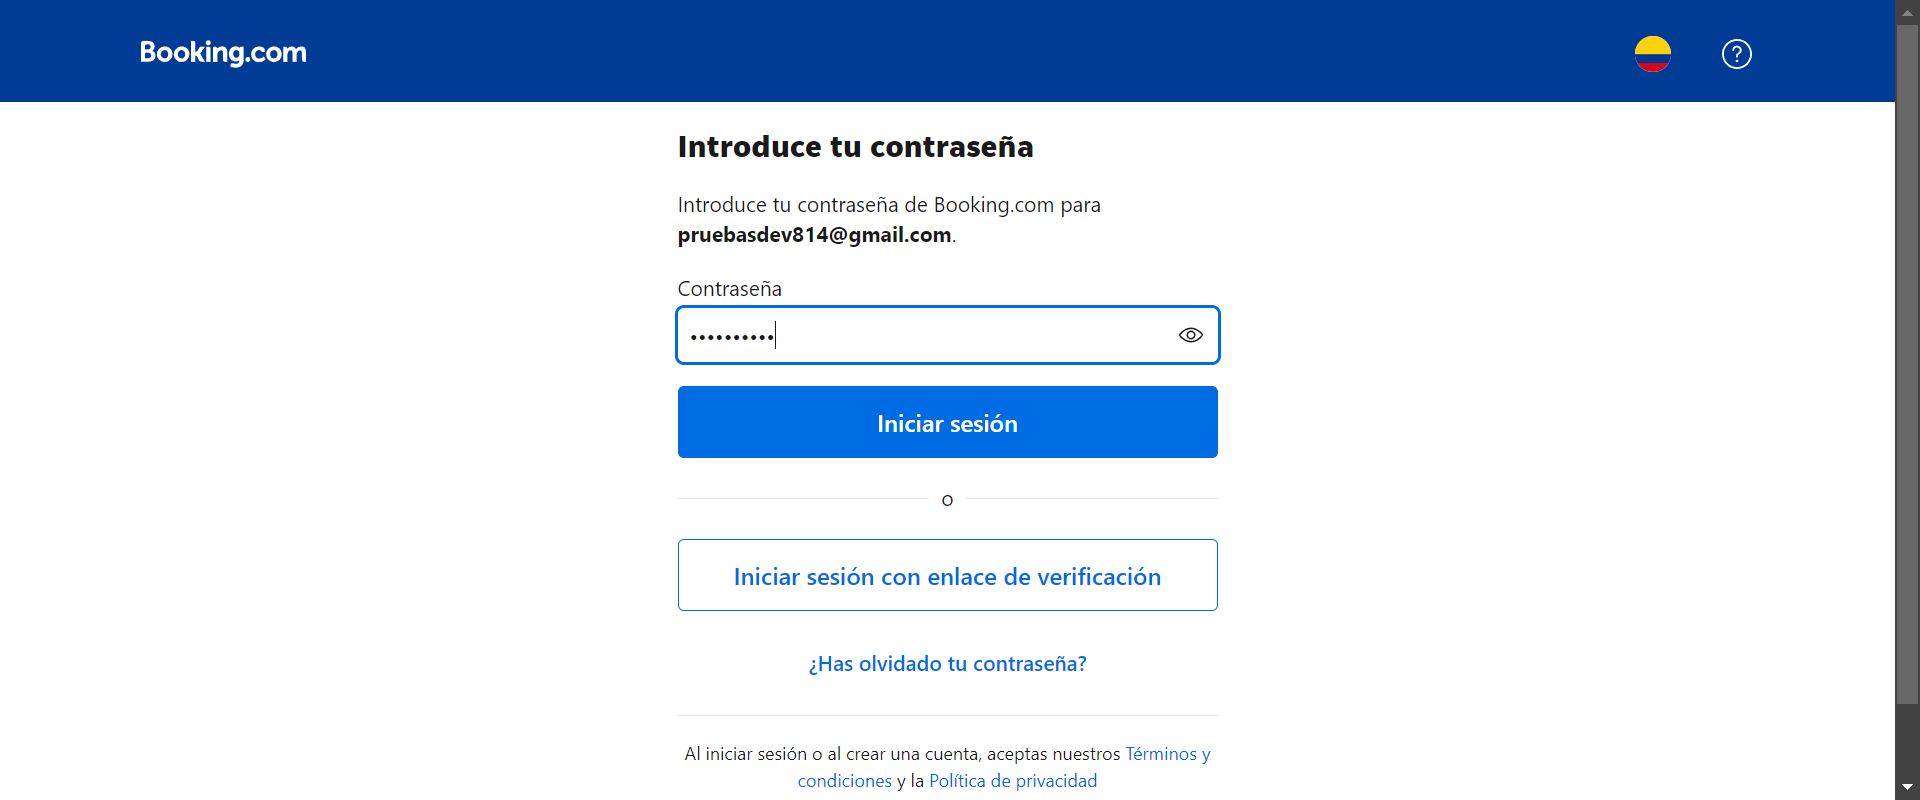 Booking.com
Introduce tu contraseña
Introduce tu contraseña de Booking.com para
pruebasdev814@gmail.com.
Contraseña
••••••••••
Iniciar sesión
o
Iniciar sesión con enlace de verificación
¿Has olvidado tu contraseña?
Al iniciar sesión o al crear una cuenta, aceptas nuestros Términos y
condiciones y la Política de privacidad